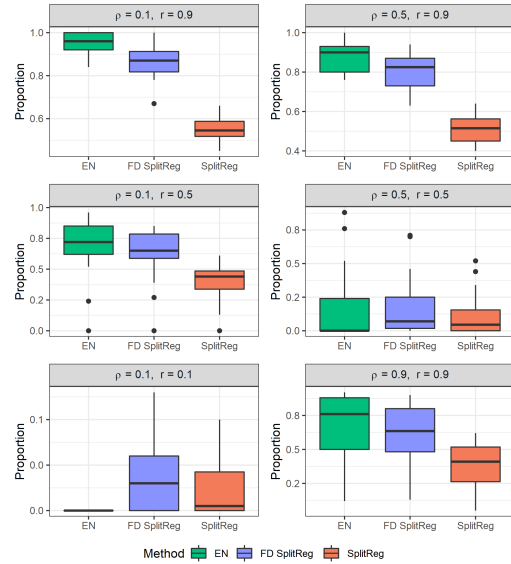 ρ = 0.1, r = 0.9
Proportion
1.0
0.8
0.6
EN
FD SplitReg
SplitReg
ρ = 0.5, r = 0.9
Proportion
1.0
0.8
0.6
0.4
EN
FD SplitReg
SplitReg
ρ = 0.1, r = 0.5
Proportion
1.0
0.8
0.5
0.2
0.0
EN
FD SplitReg
SplitReg
ρ = 0.5, r = 0.5
Proportion
0.8
0.5
0.2
0.0
EN
FD SplitReg
SplitReg
ρ = 0.1, r = 0.1
Proportion
0.1
0.0
0.0
EN
FD SplitReg
SplitReg
ρ = 0.9, r = 0.9
Proportion
0.8
0.5
0.2
EN
FD SplitReg
SplitReg
Method EN FD SplitReg SplitReg